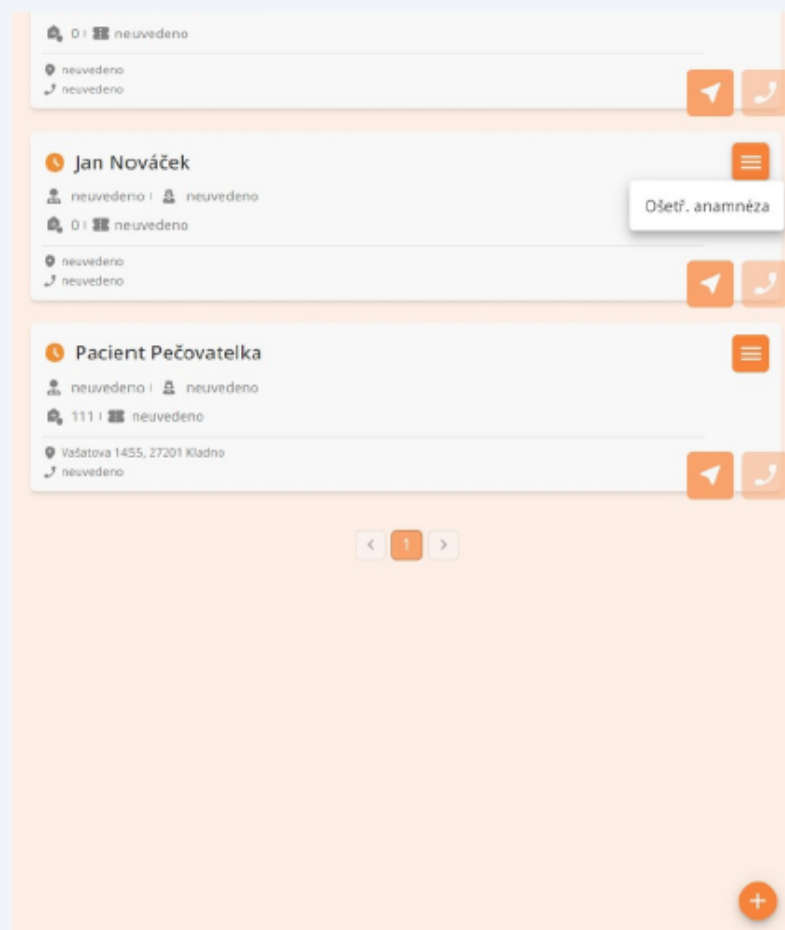 0 | neuvedeno
neuvedeno
neuvedeno
Jan Nováček
neuvedeno | neuvedeno
Ošetř. anamnéza
0 | neuvedeno
neuvedeno
neuvedeno
Pacient Pečovatelka
neuvedeno | neuvedeno
111 | neuvedeno
Vašatova 1455, 27201 Kladno
neuvedeno
< 1 >